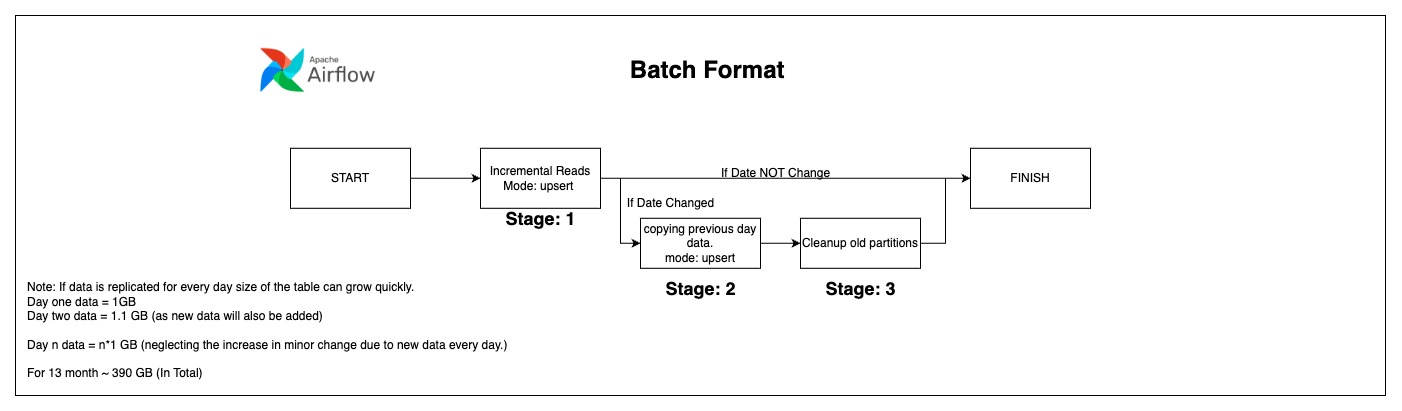 Apache
Airflow
Batch Format
START
Incremental Reads
Mode: upsert
Stage: 1
If Date NOT Change
If Date Changed
copying previous day
data.
mode: upsert
Stage: 2
Cleanup old partitions
Stage: 3
FINISH
Note: If data is replicated for every day size of the table can grow quickly.
Day one data = 1GB
Day two data = 1.1 GB (as new data will also be added)
Day n data = n*1 GB (neglecting the increase in minor change due to new data every day.)
For 13 month ~ 390 GB (In Total)